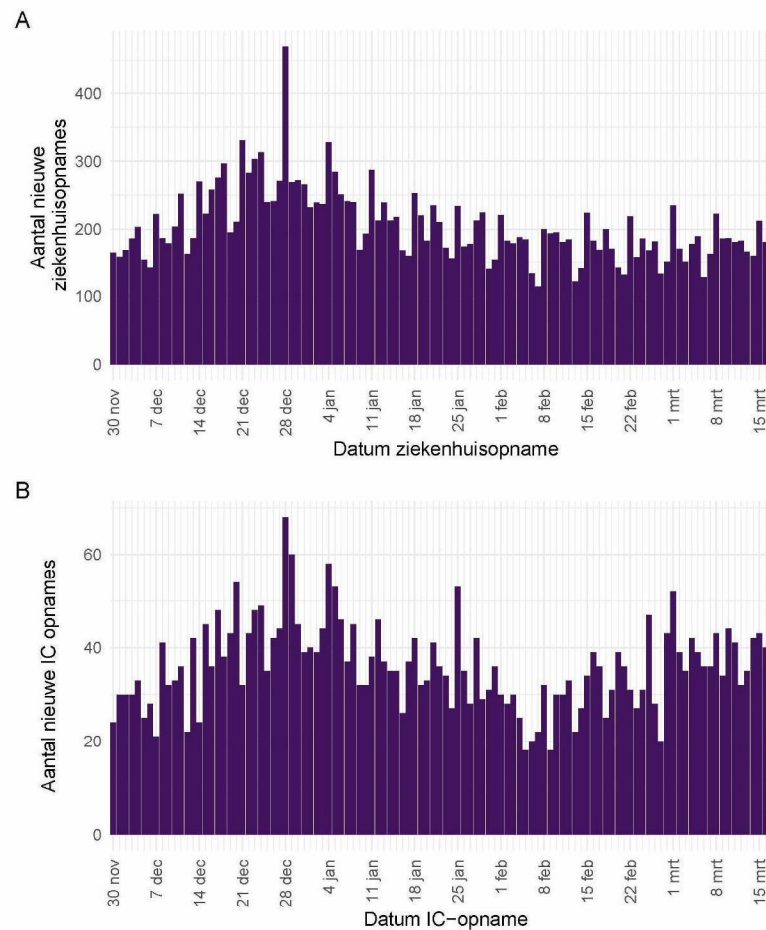 A
Aantal nieuwe
ziekenhuisopnames
400
300
200
100
0
30 nov
7 dec
14 dec
21 dec
28 dec
4 jan
11 jan
18 jan
25 jan
1 feb
8 feb
15 feb
22 feb
1 mrt
8 mrt
15 mrt
Datum ziekenhuisopname
B
Aantal nieuwe IC opnames
60
40
20
0
30 nov
7 dec
14 dec
21 dec
28 dec
4 jan
11 jan
18 jan
25 jan
1 feb
8 feb
15 feb
22 feb
1 mrt
8 mrt
15 mrt
Datum IC-opname